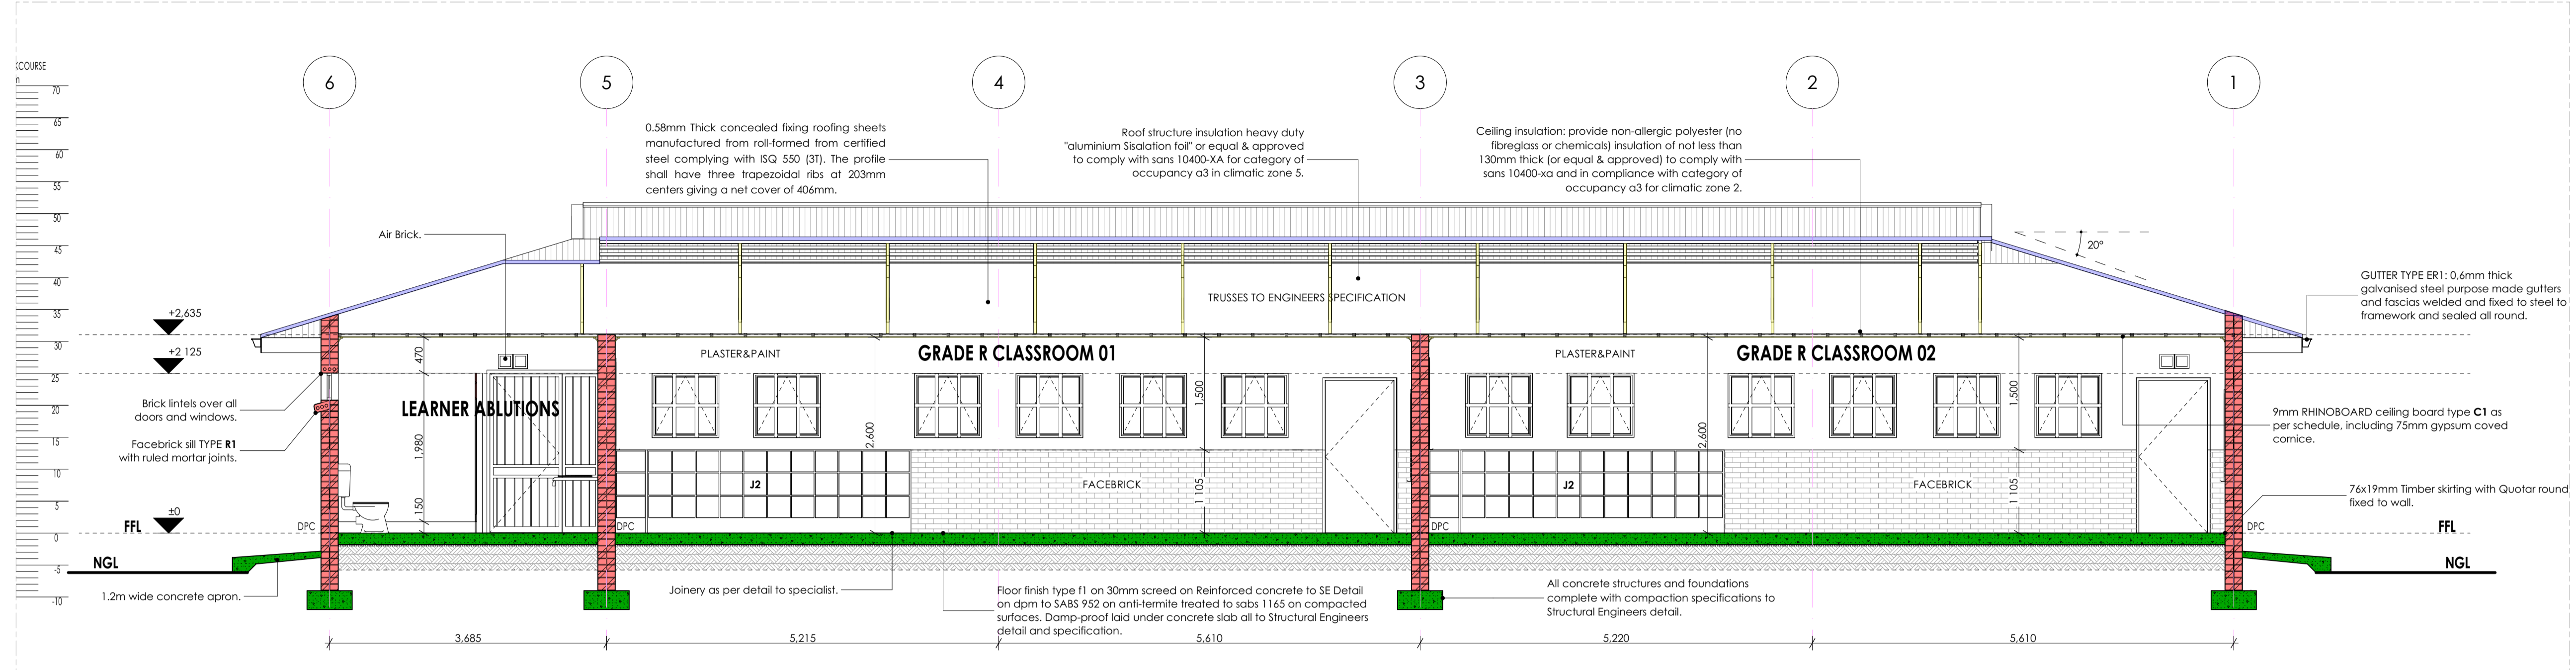 KCOURSE
6
5
4
3
2
1
70
65
60
55
50
45
40
35
30
25
20
15
10
5
0
-5
-10
0.58mm Thick concealed fixing roofing sheets
manufactured from roll-formed from certified
steel complying with ISQ 550 (3T). The profile
shall have three trapezoidal ribs at 203mm
centers giving a net cover of 406mm.
Roof structure insulation heavy duty
"aluminium Sisalation foil" or equal & approved
to comply with sans 10400-XA for category of
occupancy a3 in climatic zone 5.
Ceiling insulation: provide non-allergic polyester (no
fibreglass or chemicals) insulation of not less than
130mm thick (or equal & approved) to comply with
sans 10400-xa and in compliance with category of
occupancy a3 for climatic zone 2.
Air Brick.
20°
GUTTER TYPE ER1: 0,6mm thick
galvanised steel purpose made gutters
and fascias welded and fixed to steel to
framework and sealed all round.
TRUSSES TO ENGINEERS SPECIFICATION
+2,635
+2 125
±0
FFL
NGL
Brick lintels over all
doors and windows.
Facebrick sill TYPE R1
with ruled mortar joints.
DPC
470
1,980
150
LEARNER ABLUTIONS
PLASTER&PAINT
GRADE R CLASSROOM 01
2,600
1,500
1 105
J2
FACEBRICK
DPC
PLASTER&PAINT
GRADE R CLASSROOM 02
2,600
1,500
1 105
J2
FACEBRICK
DPC
DPC
9mm RHINOBOARD ceiling board type C1 as
per schedule, including 75mm gypsum coved
cornice.
76x19mm Timber skirting with Quotar round
fixed to wall.
FFL
NGL
1.2m wide concrete apron.
Joinery as per detail to specialist.
Floor finish type f1 on 30mm screed on Reinforced concrete to SE Detail
on dpm to SABS 952 on anti-termite treated to sabs 1165 on compacted
surfaces. Damp-proof laid under concrete slab all to Structural Engineers
detail and specification.
All concrete structures and foundations
complete with compaction specifications to
Structural Engineers detail.
3,685
5,215
5,610
5,220
5,610